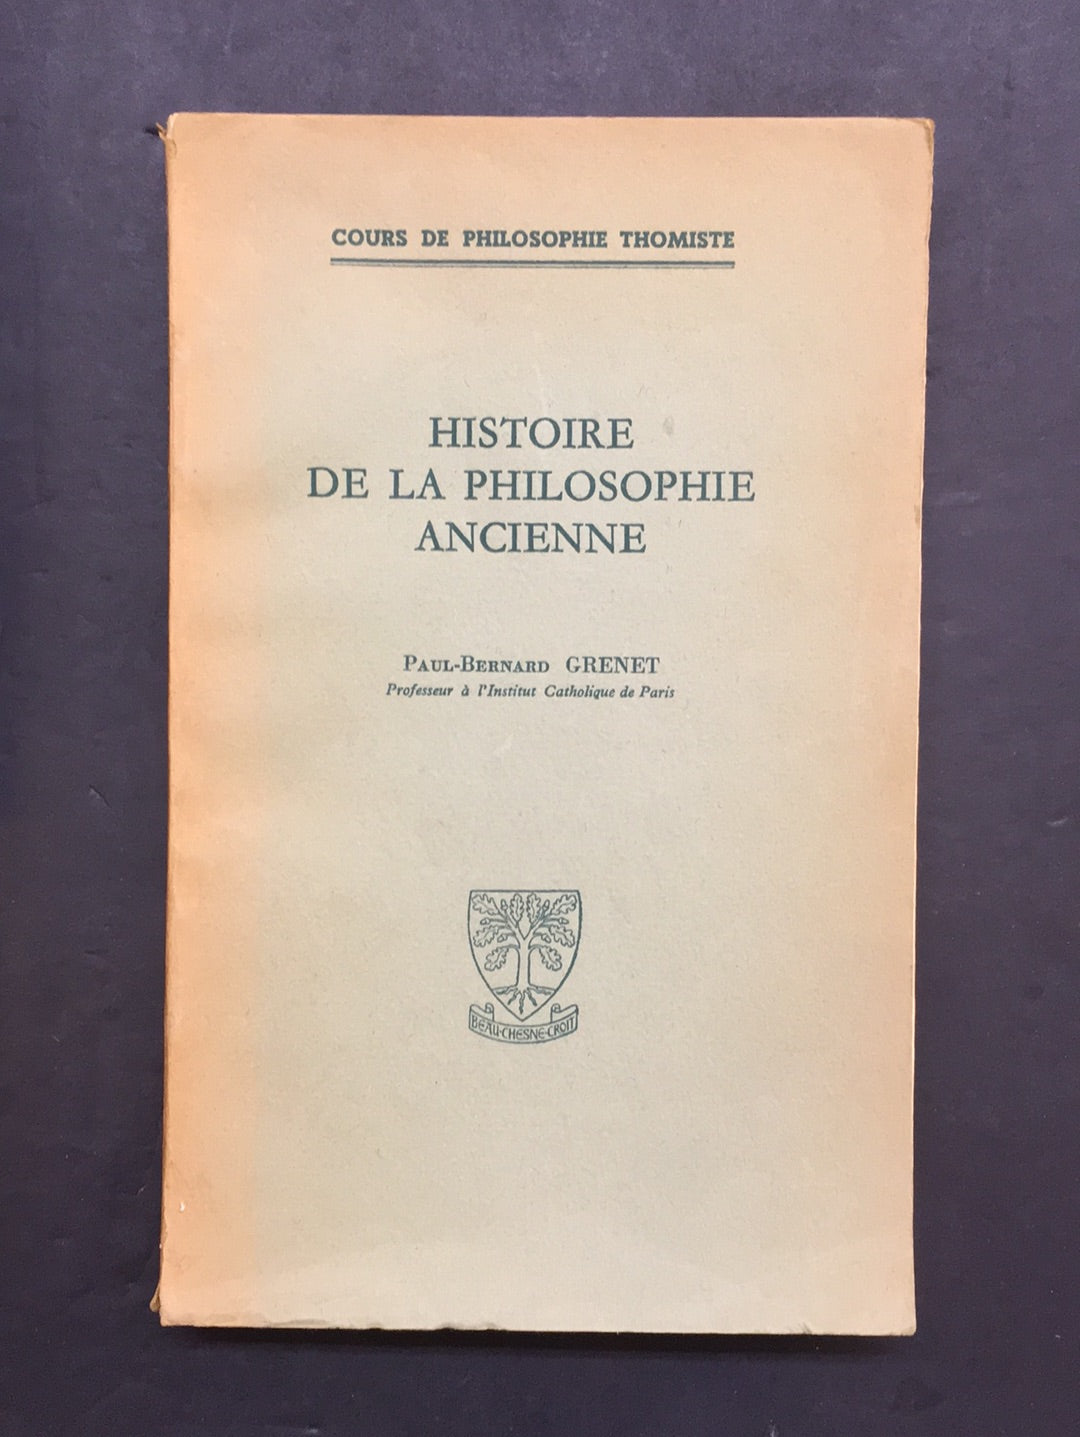 COURS DE PHILOSOPHIE THOMISTE
HISTOIRE
DE LA PHILOSOPHIE
ANCIENNE
PAUL-BERNARD GRENET
Professeur à l'Institut Catholique de Paris
BEAU·CHESNE·CROIT